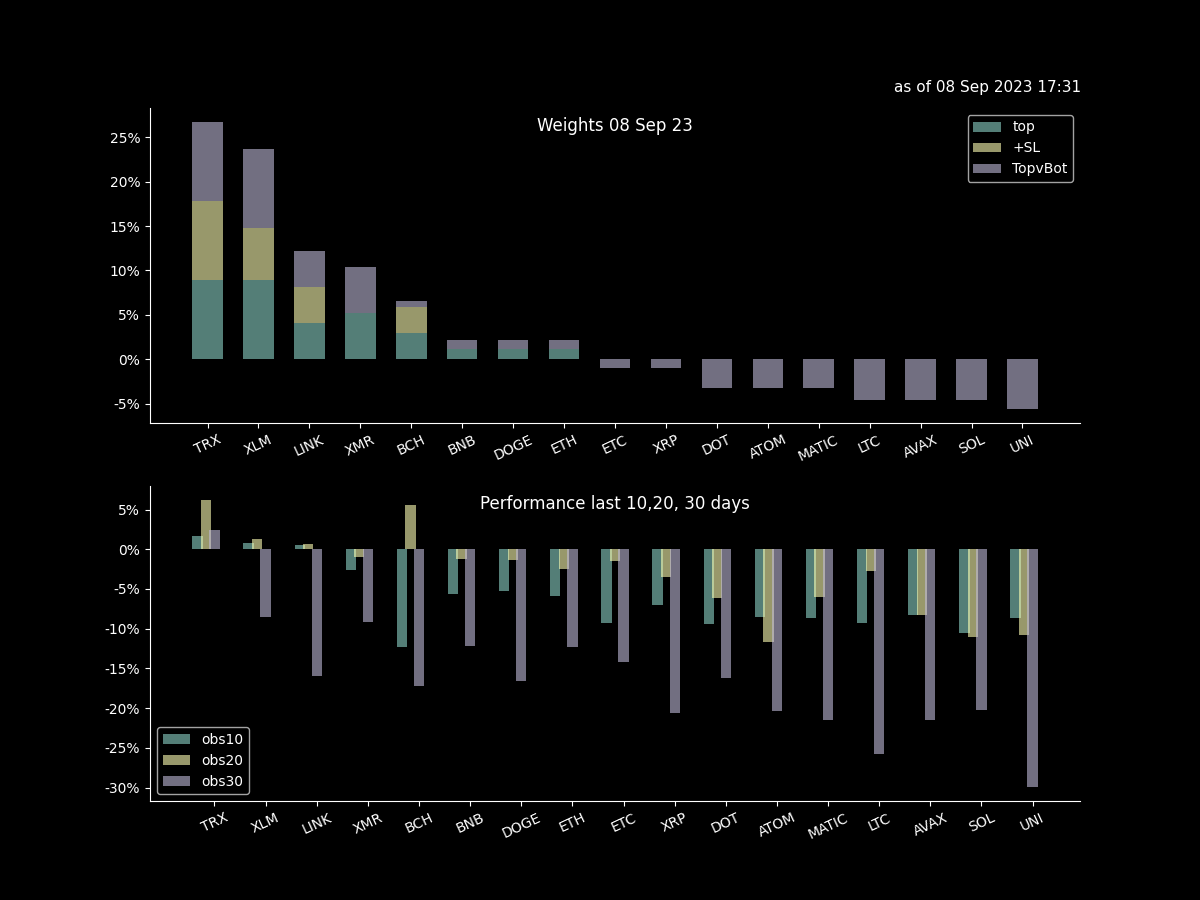 as of 08 Sep 2023 17:31
Weights 08 Sep 23
top
+SL
TopvBot
25%
20%
15%
10%
5%
0%
-5%
TRX XLM LINK XMR BCH BNB DOGE ETH ETC XRP DOT ATOM MATIC LTC AVAX SOL UNI
Performance last 10,20, 30 days
5%
0%
-5%
-10%
-15%
-20%
-25%
-30%
obs10
obs20
obs30
TRX XLM LINK XMR BCH BNB DOGE ETH ETC XRP DOT ATOM MATIC LTC AVAX SOL UNI